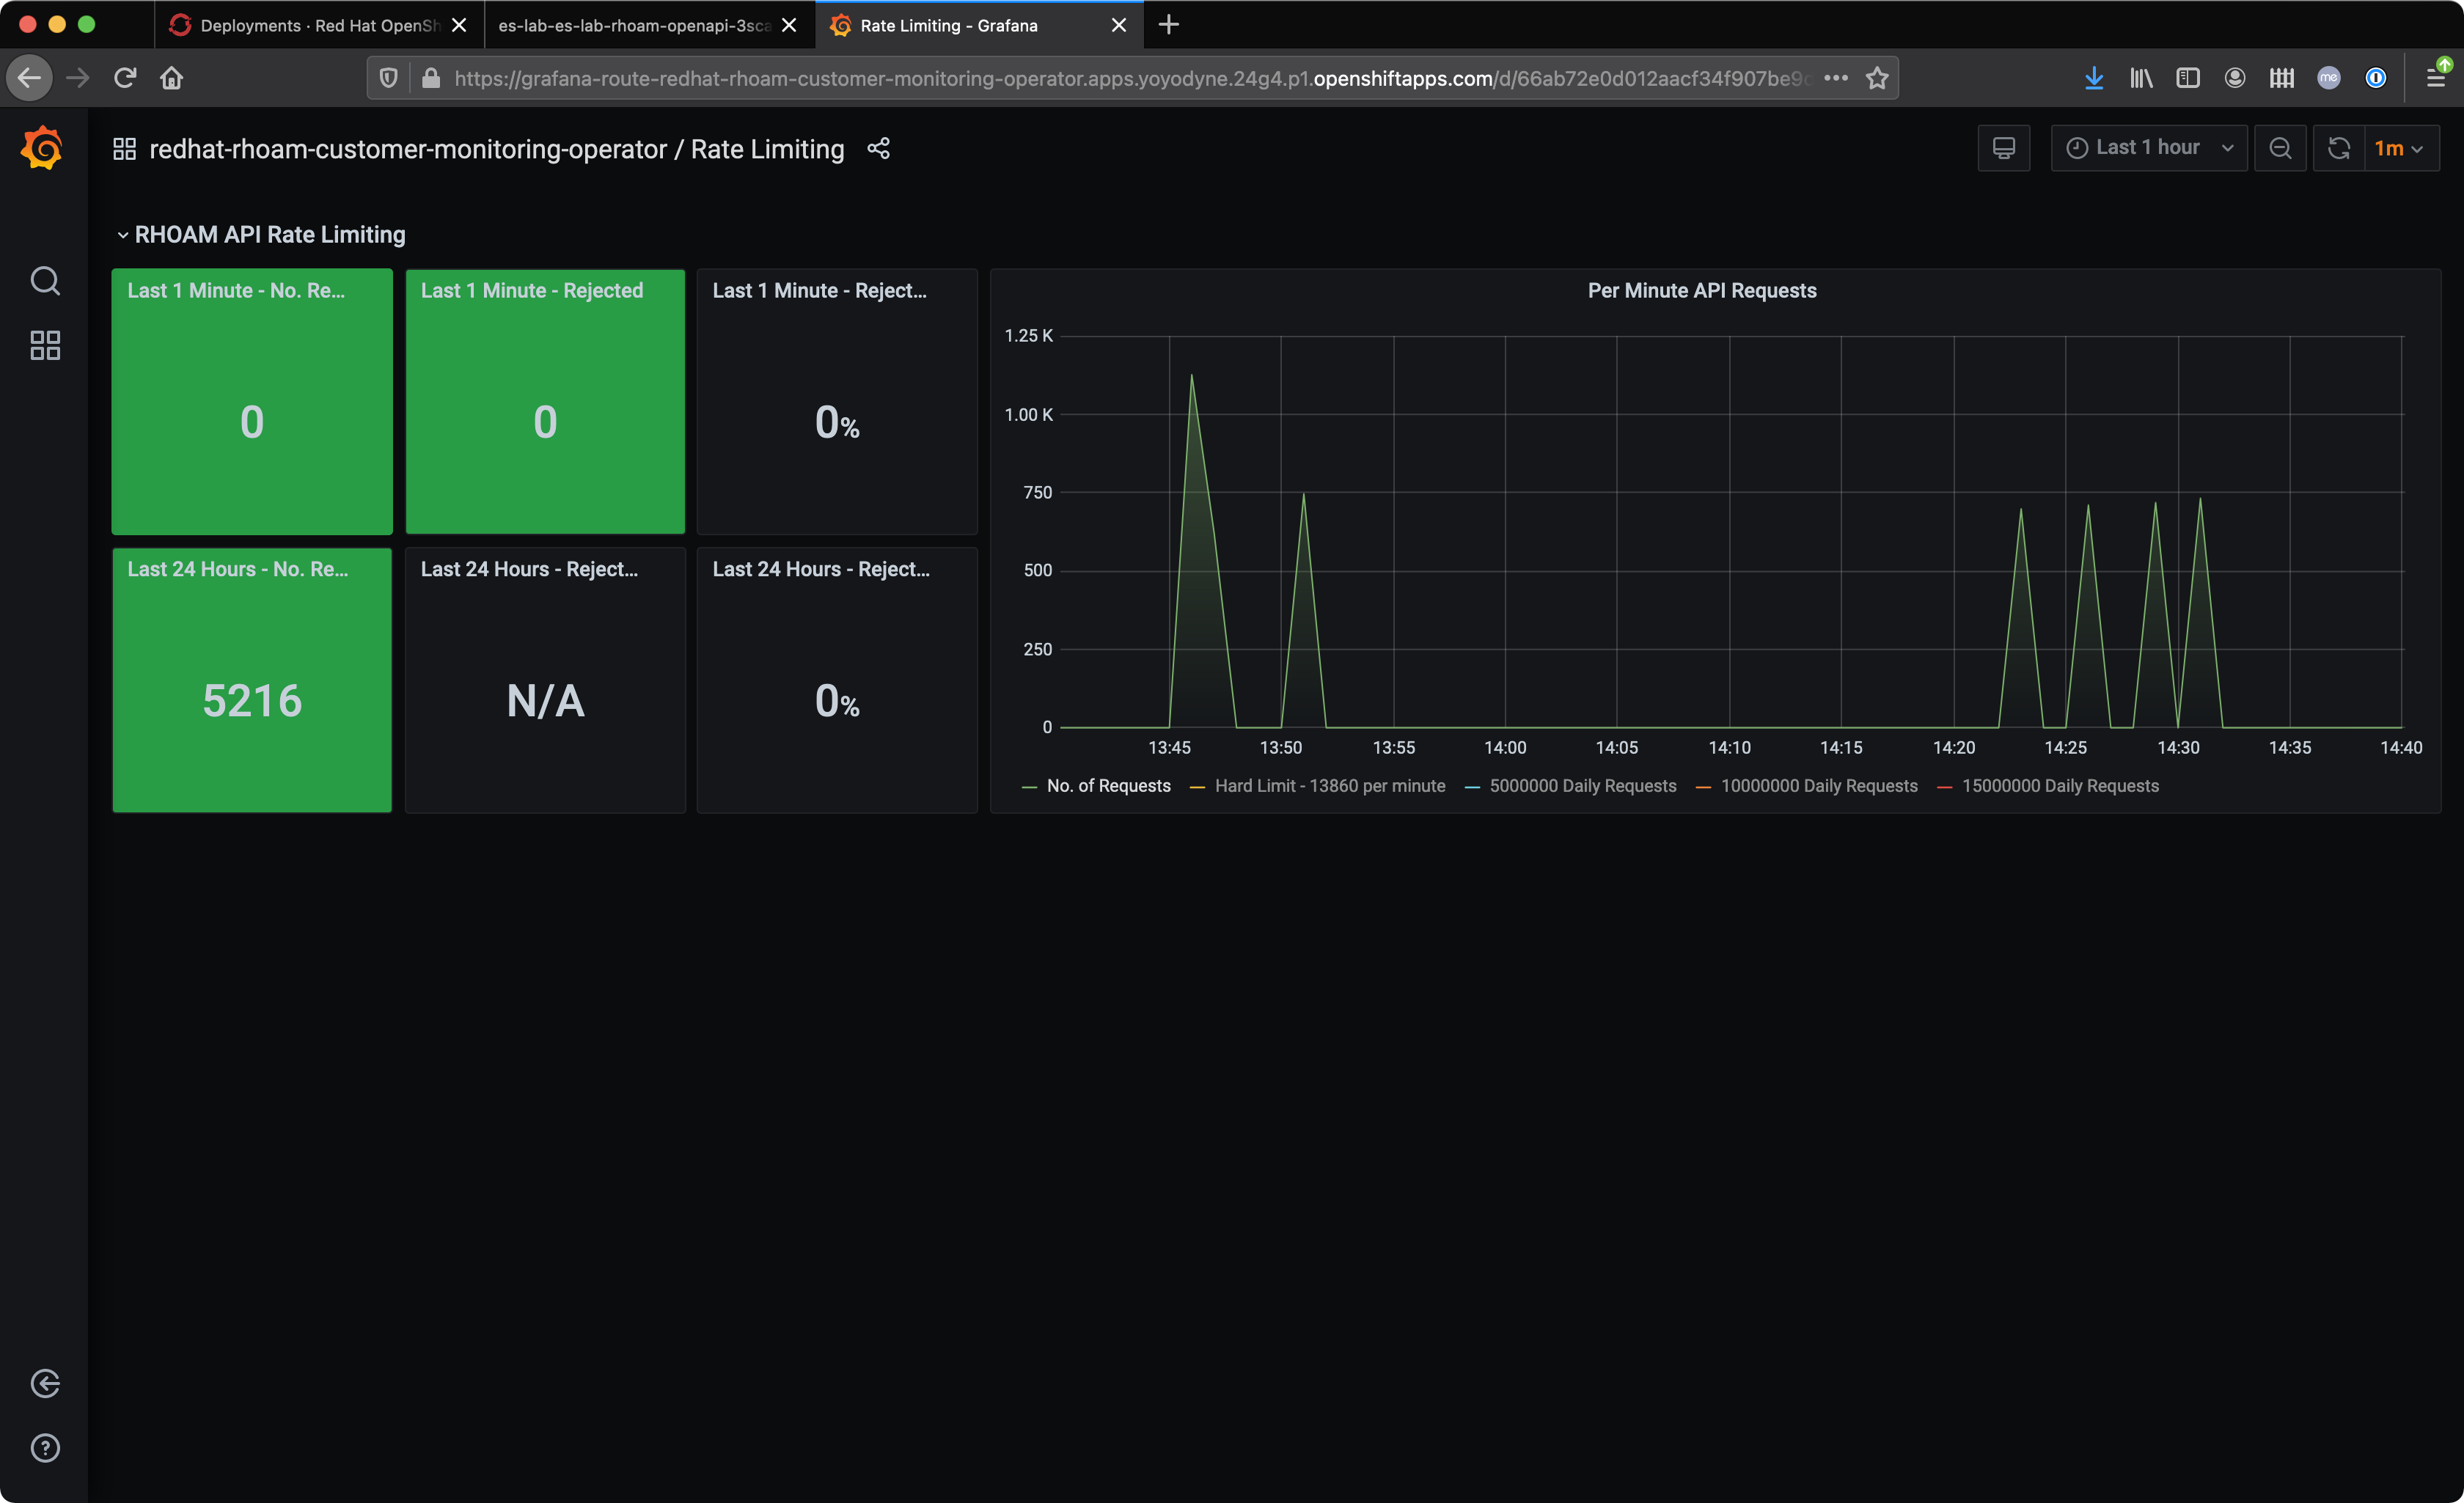 Deployments · Red Hat OpenSh
es-lab-es-lab-rhoam-openapi-3sca
Rate Limiting - Grafana
https://grafana-route-redhat-rhoam-customer-monitoring-operator.apps.yoyodyne.24g4.p1.openshiftapps.com/d/66ab72e0d012aacf34f907be9
me
redhat-rhoam-customer-monitoring-operator / Rate Limiting
Last 1 hour
1m
RHOAM API Rate Limiting
Last 1 Minute - No. Re...
0
Last 1 Minute - Rejected
0
Last 1 Minute - Reject...
0%
Last 24 Hours - No. Re...
5216
Last 24 Hours - Reject...
N/A
Last 24 Hours - Reject...
0%
Per Minute API Requests
1.25 K
1.00 K
750
500
250
0
13:45 13:50 13:55 14:00 14:05 14:10 14:15 14:20 14:25 14:30 14:35 14:40
No. of Requests Hard Limit - 13860 per minute 5000000 Daily Requests 10000000 Daily Requests 15000000 Daily Requests